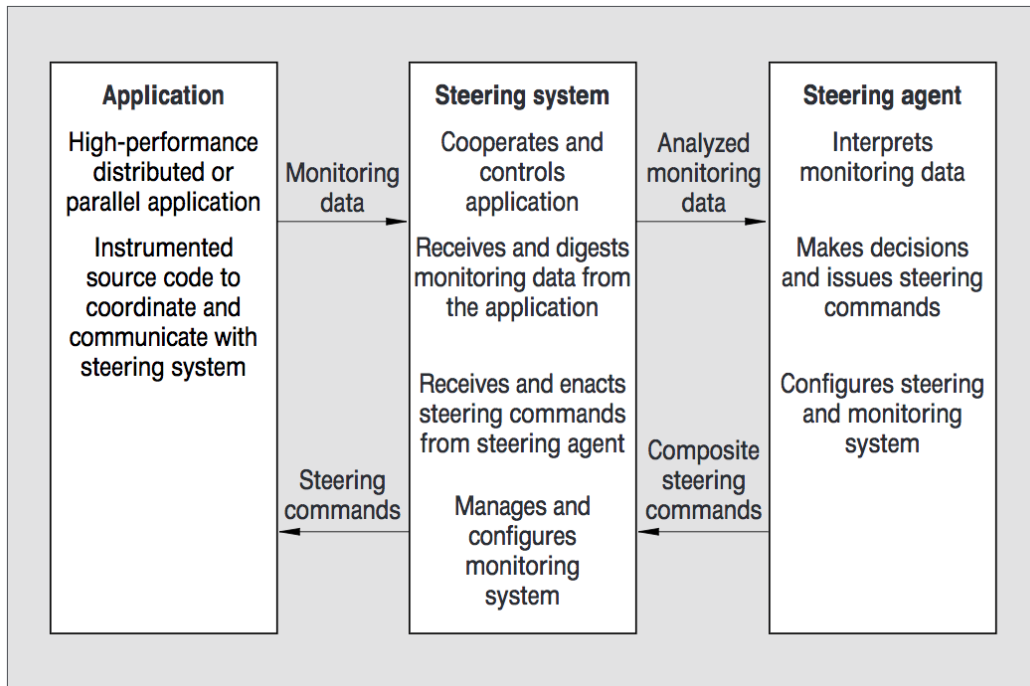 Application
High-performance
distributed or
parallel application
Instrumented
source code to
coordinate and
communicate with
steering system
Monitoring
data
Steering
commands
Steering system
Cooperates and
controls
application
Receives and digests
monitoring data from
the application
Receives and enacts
steering commands
from steering agent
Manages and
configures
monitoring
system
Analyzed
monitoring
data
Composite
steering
commands
Steering agent
Interprets
monitoring data
Makes decisions
and issues steering
commands
Configures steering
and monitoring
system